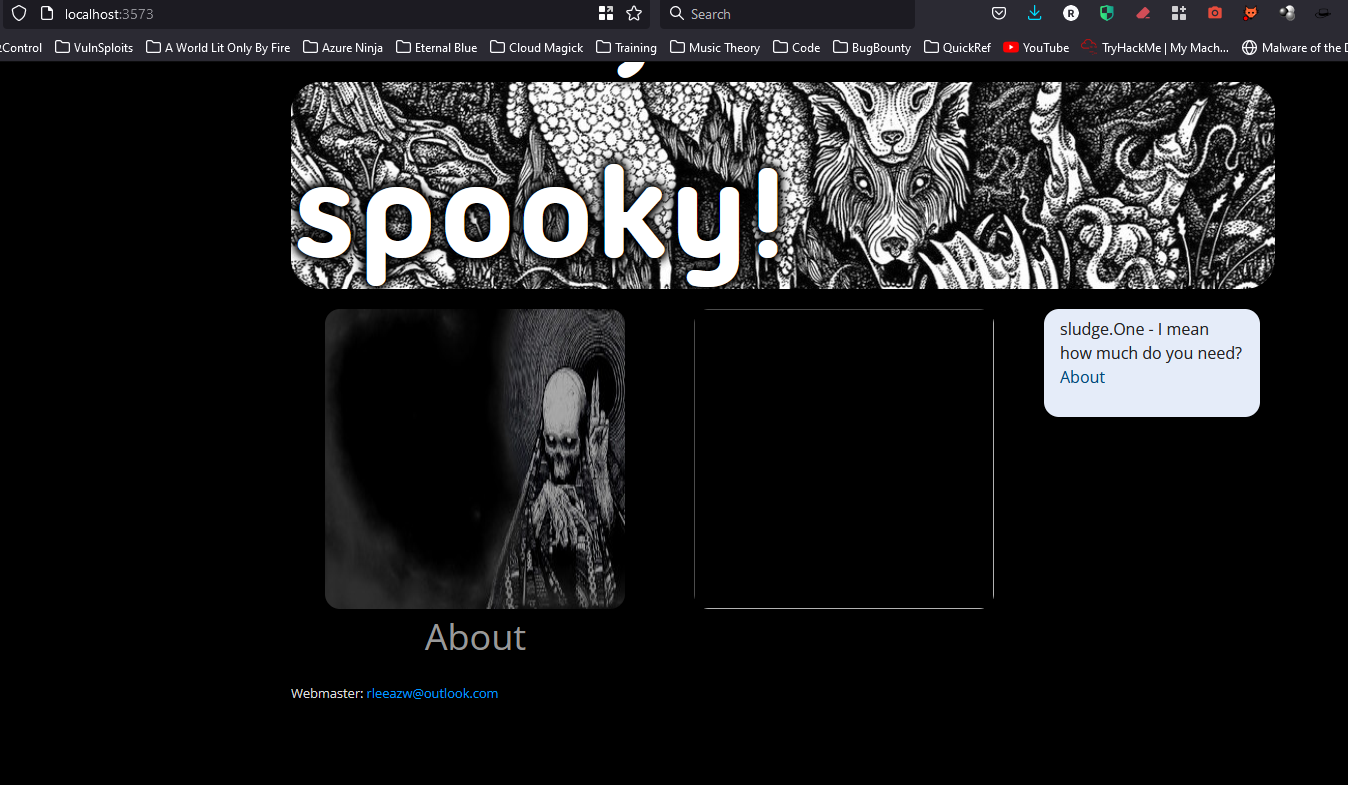 localhost:3573
Search
Control
VulnSploits
A World Lit Only By Fire
Azure Ninja
Eternal Blue
Cloud Magick
Training
Music Theory
Code
BugBounty
QuickRef
YouTube
TryHackMe | My Mach...
Malware of the
spooky!
sludge.One - I mean
how much do you need?
About
About
Webmaster: rleeazw@outlook.com